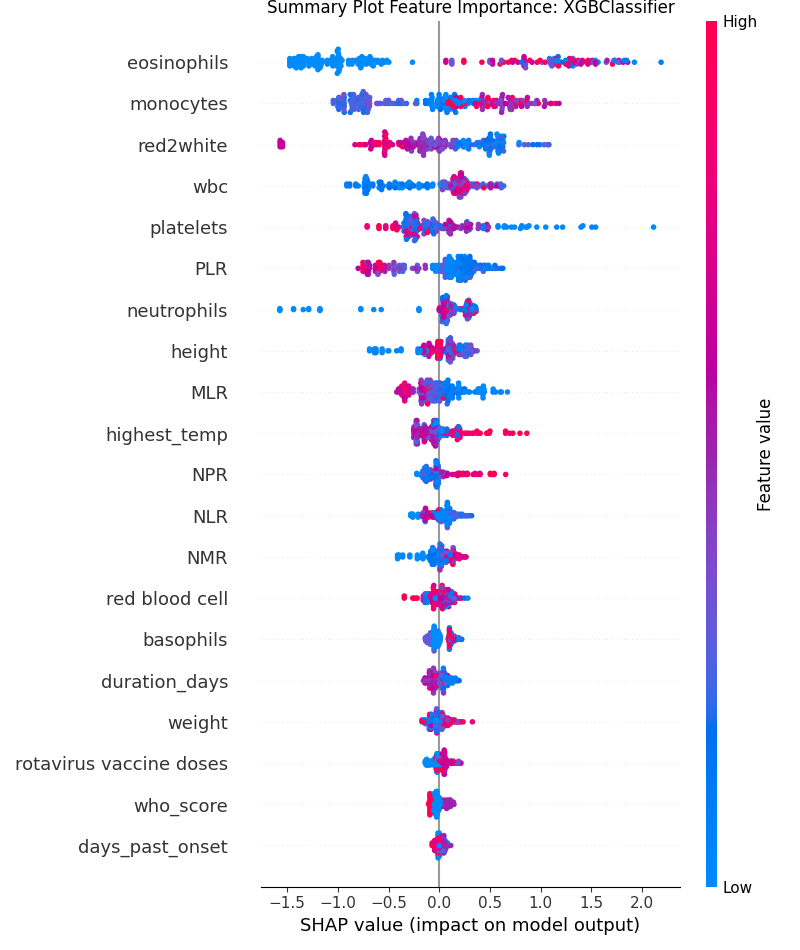 Summary Plot Feature Importance: XGBClassifier
High
eosinophils
monocytes
red2white
wbc
platelets
PLR
neutrophils
height
MLR
highest_temp
NPR
NLR
NMR
red blood cell
basophils
duration_days
weight
rotavirus vaccine doses
who_score
days_past_onset
Feature value
Low
−1.5 −1.0 −0.5 0.0 0.5 1.0 1.5 2.0
SHAP value (impact on model output)